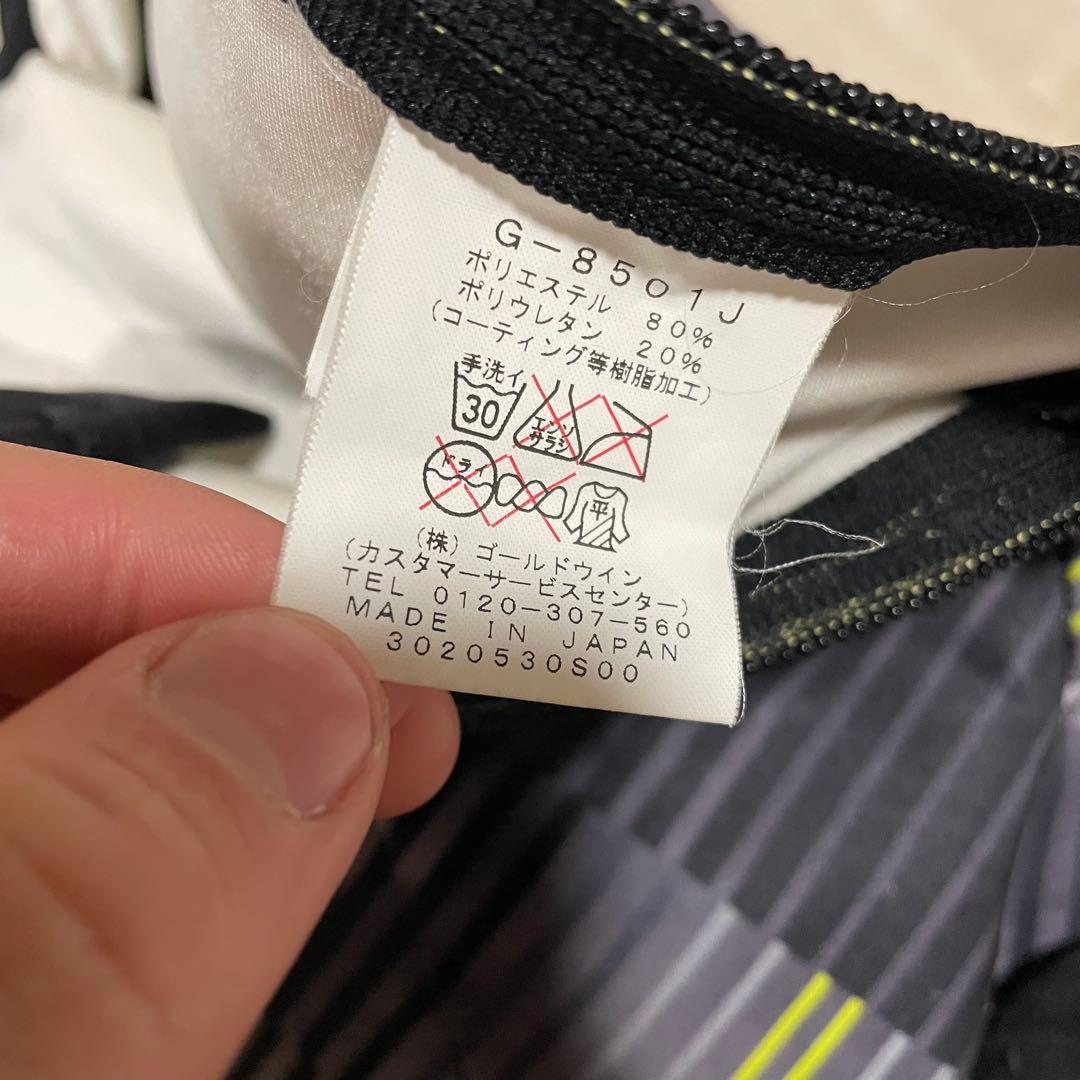 G-8501J
ポリエステル 80%
ポリウレタン 20%
(コーティング等樹脂加工)
手洗イ
30
エンソ
サラシ
ドライ
平
(株) ゴールドウイン
(カスタマーサービスセンター)
TEL 0120-307-560
MADE IN JAPAN
3020530S00